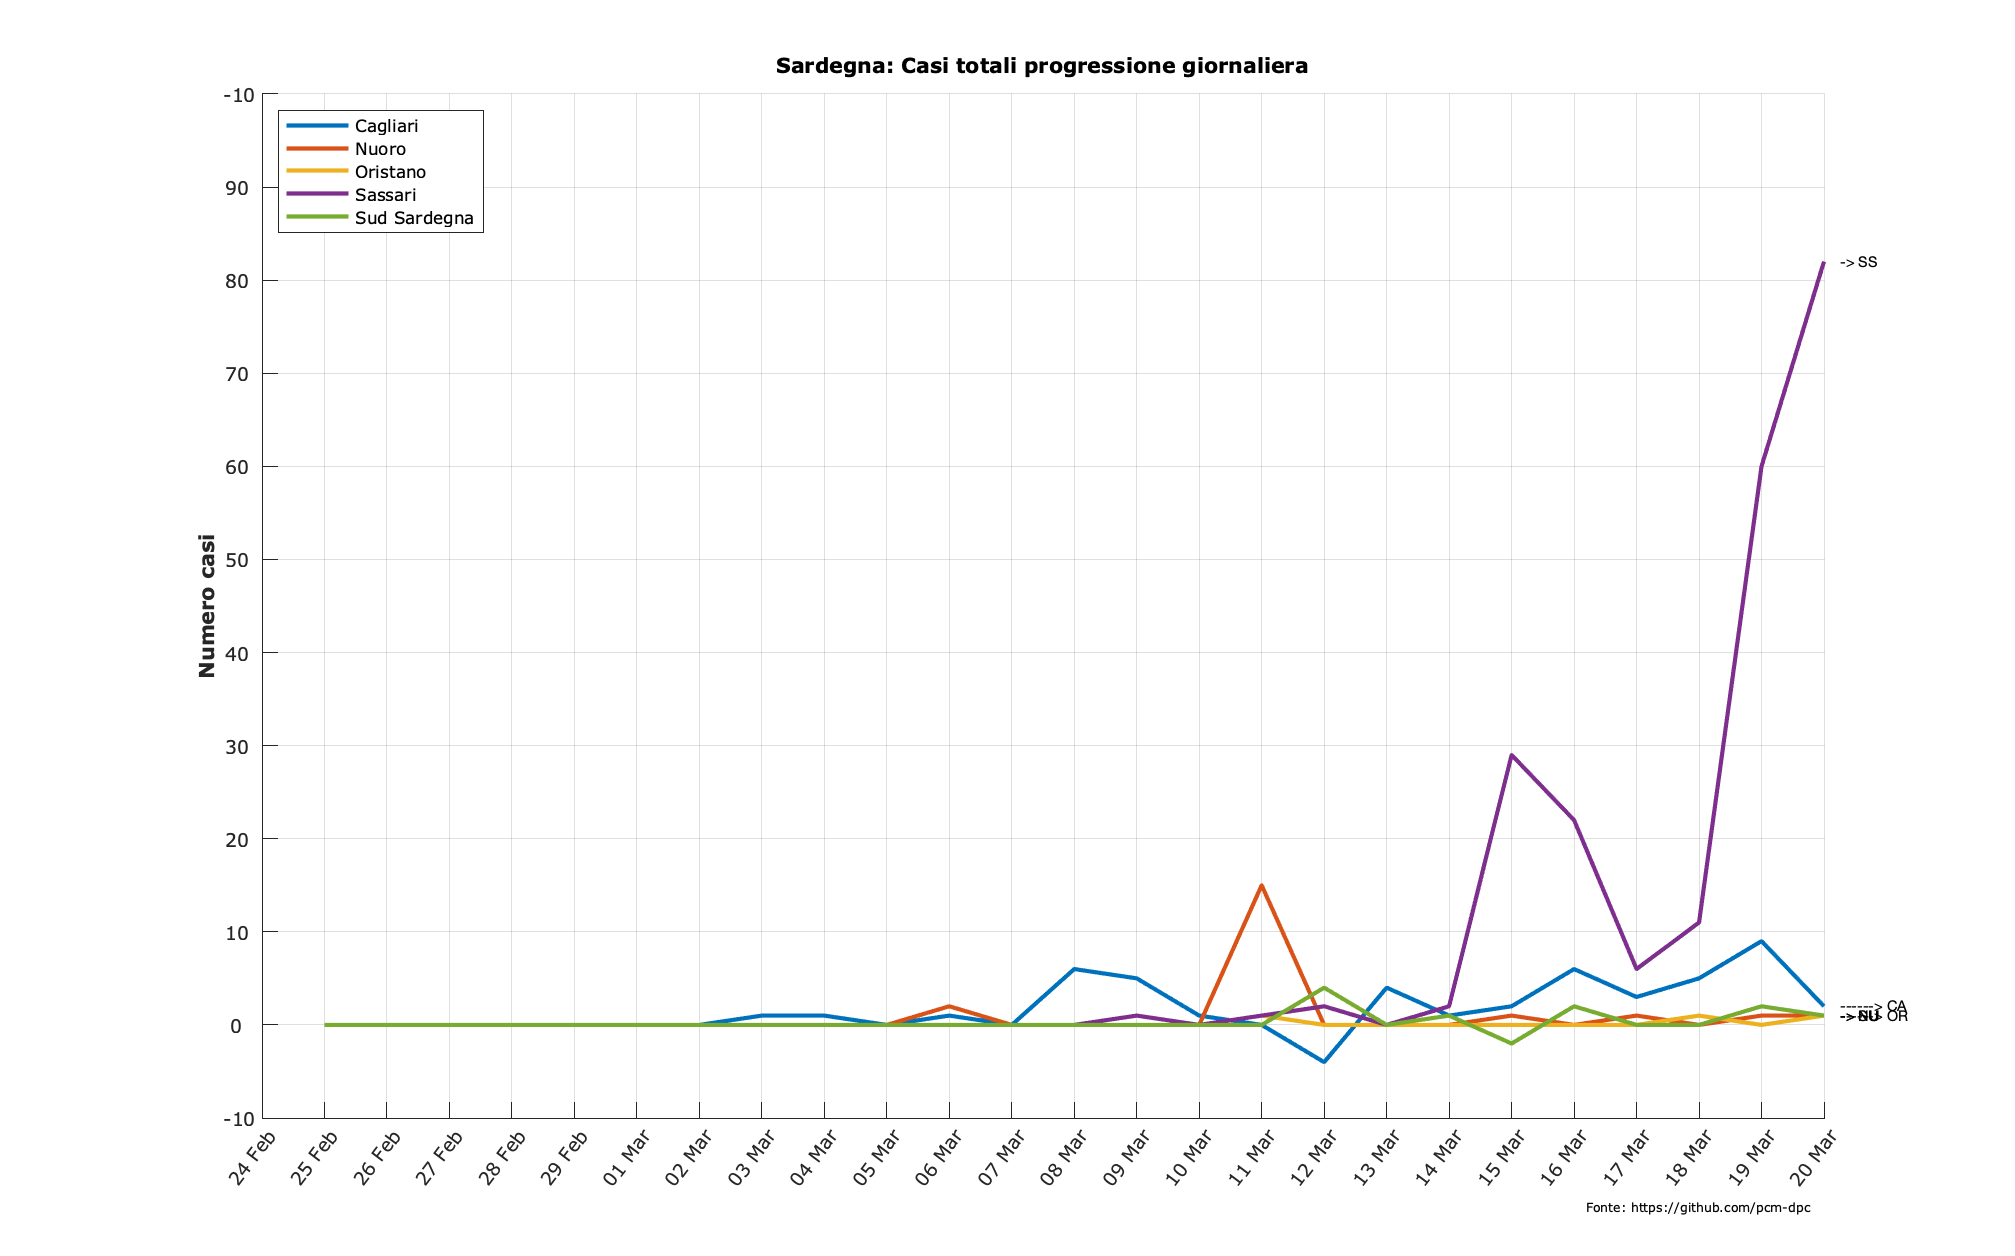 Sardegna: Casi totali progressione giornaliera
-10
90
80
70
60
50
40
30
20
10
0
-10
Numero casi
Cagliari
Nuoro
Oristano
Sassari
Sud Sardegna
-> SS
------> CA
OR
24 Feb
25 Feb
26 Feb
27 Feb
28 Feb
29 Feb
01 Mar
02 Mar
03 Mar
04 Mar
05 Mar
06 Mar
07 Mar
08 Mar
09 Mar
10 Mar
11 Mar
12 Mar
13 Mar
14 Mar
15 Mar
16 Mar
17 Mar
18 Mar
19 Mar
20 Mar
Fonte: https://github.com/pcm-dpc